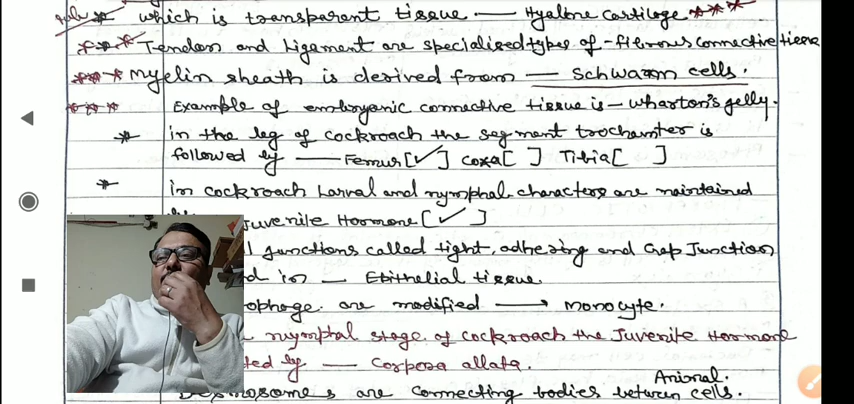 which is transparent tissue — Hyaline Cartilage ***
*** Tendon and Ligament are specialised types of fibrous connective tissue
*** Myelin sheath is derived from — Schwann cells.
*** Example of embryonic connective tissue is — wharton's gelly.
* in the leg of cockroach the segment trochanter is
followed by — Femur [✓] coxa [ ] Tibia [ ]
* in cockroach Larval and nymphal characters are maintained
Juvenile Hormone [✓]
junctions called tight, adhering and Gap Junction
in — Epithelial tissue.
ophage are modified → monocyte.
nymphal stage of cockroach the Juvenile Hormone
ted by — Corpora allata.
Desmosomes are connecting bodies between Animal cells.